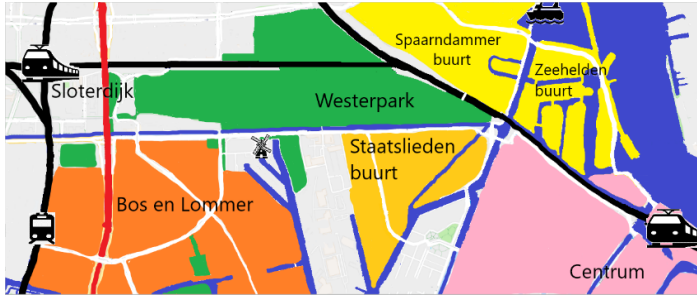 Spaarndammer
buurt
Zeehelden
buurt
Sloterdijk
Westerpark
Staatslieden
buurt
Bos en Lommer
Centrum